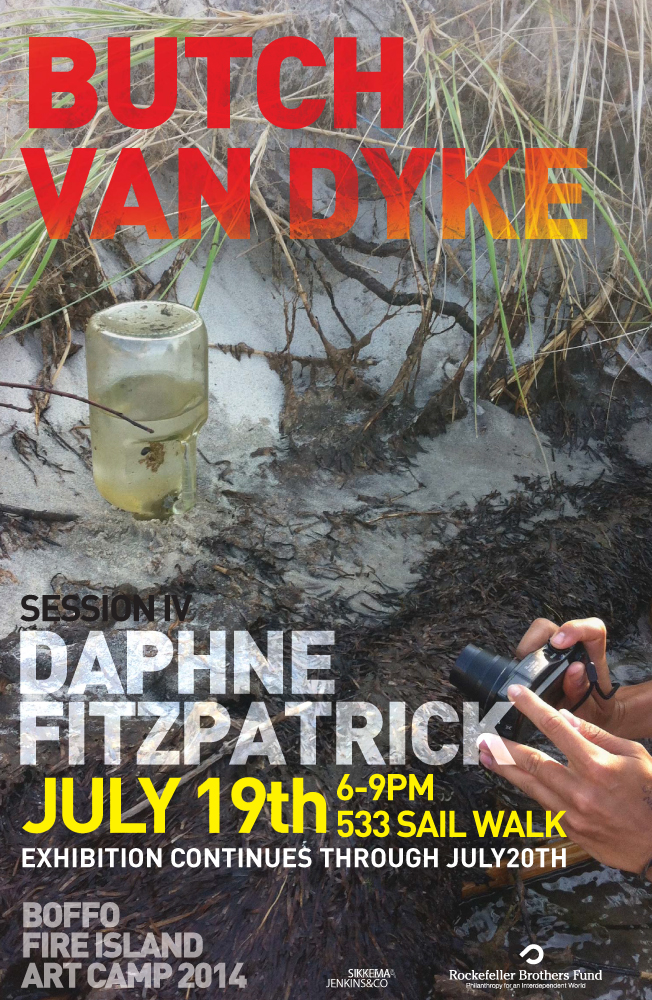 BUTCH
VAN DYKE
SESSION IV
DAPHNE
FITZPATRICK
JULY 19th 6-9PM
533 SAIL WALK
EXHIBITION CONTINUES THROUGH JULY20TH
BOFFO
FIRE ISLAND
ART CAMP 2014
SIKKEMA
JENKINS&CO
Rockefeller Brothers Fund
Philanthropy for an Interdependent World